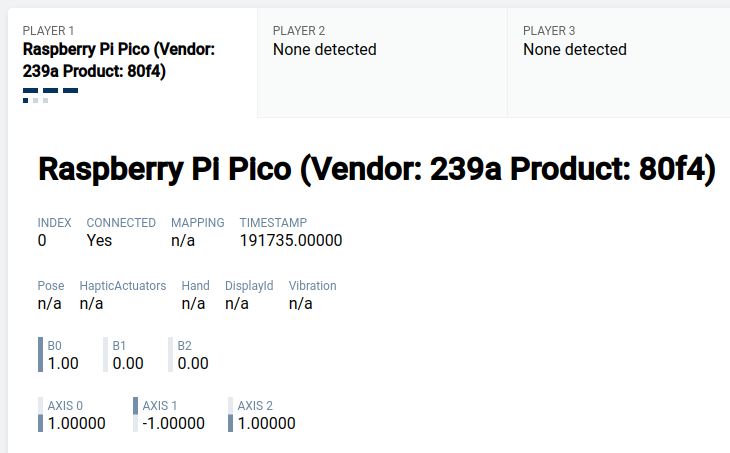 PLAYER 1
Raspberry Pi Pico (Vendor:
239a Product: 80f4)
PLAYER 2
None detected
PLAYER 3
None detected
Raspberry Pi Pico (Vendor: 239a Product: 80f4)
INDEX CONNECTED MAPPING TIMESTAMP
0 Yes n/a 191735.00000
Pose HapticActuators Hand DisplayId Vibration
n/a n/a n/a n/a n/a
B0 B1 B2
1.00 0.00 0.00
AXIS 0 AXIS 1 AXIS 2
1.00000 -1.00000 1.00000